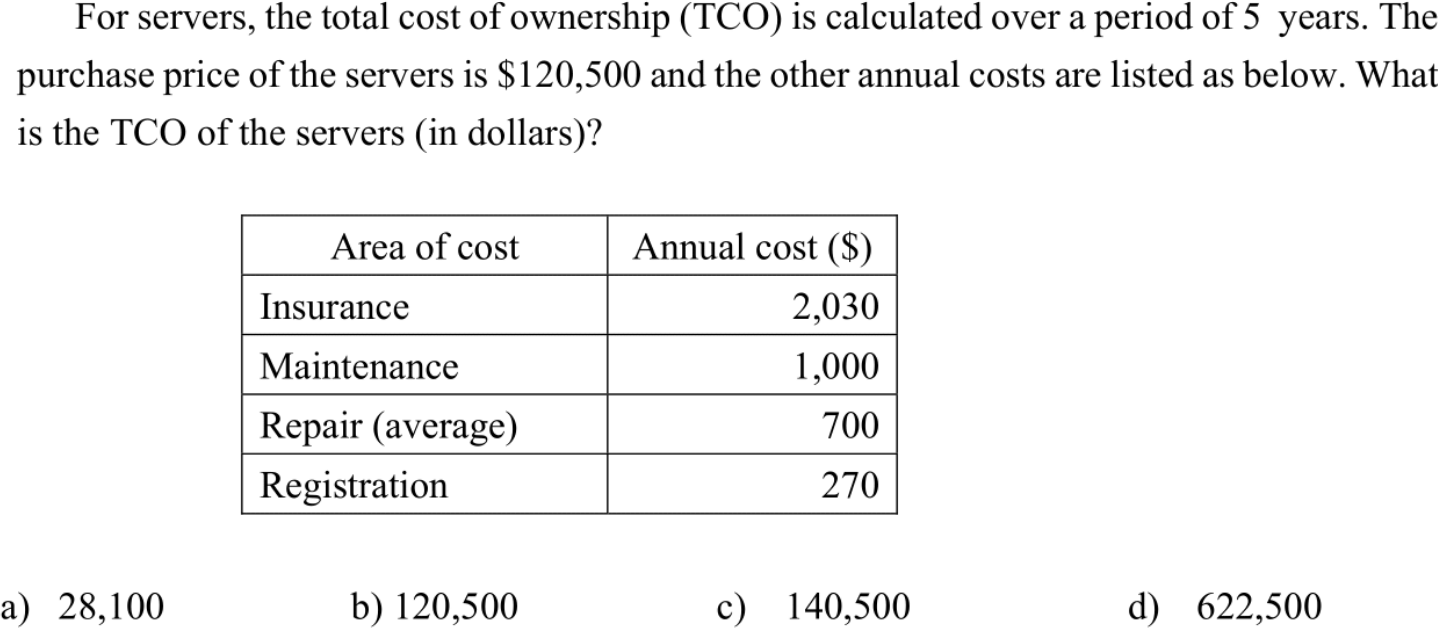 For servers, the total cost of ownership (TCO) is calculated over a period of 5 years. The
purchase price of the servers is $120,500 and the other annual costs are listed as below. What
is the TCO of the servers (in dollars)?
Area of cost Annual cost ($)
Insurance 2,030
Maintenance 1,000
Repair (average) 700
Registration 270
a) 28,100 b) 120,500 c) 140,500 d) 622,500